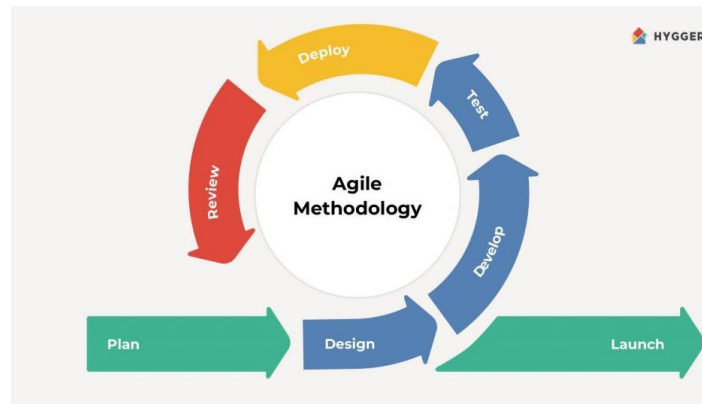 HYGGER
Deploy
Test
Review
Agile
Methodology
Develop
Plan
Design
Launch